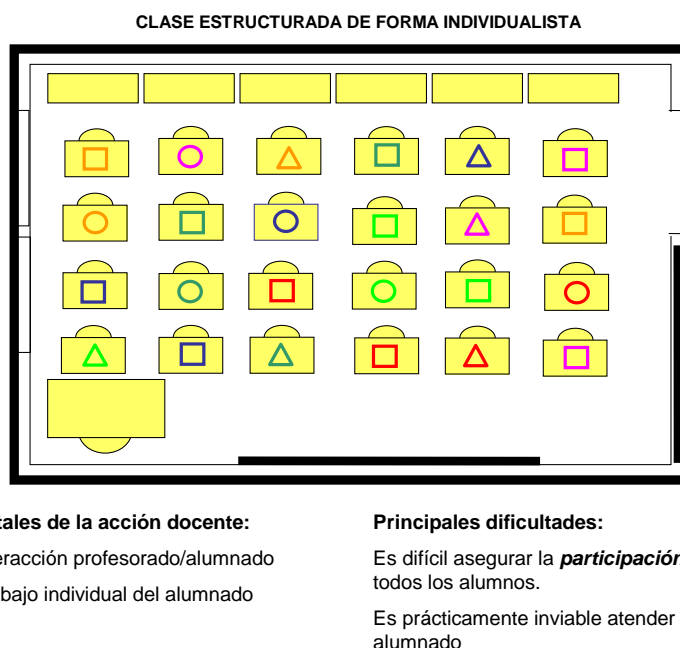 CLASE ESTRUCTURADA DE FORMA INDIVIDUALISTA
tales de la acción docente:
eracción profesorado/alumnado
bajo individual del alumnado
Principales dificultades:
Es difícil asegurar la participación
todos los alumnos.
Es prácticamente inviable atender
alumnado